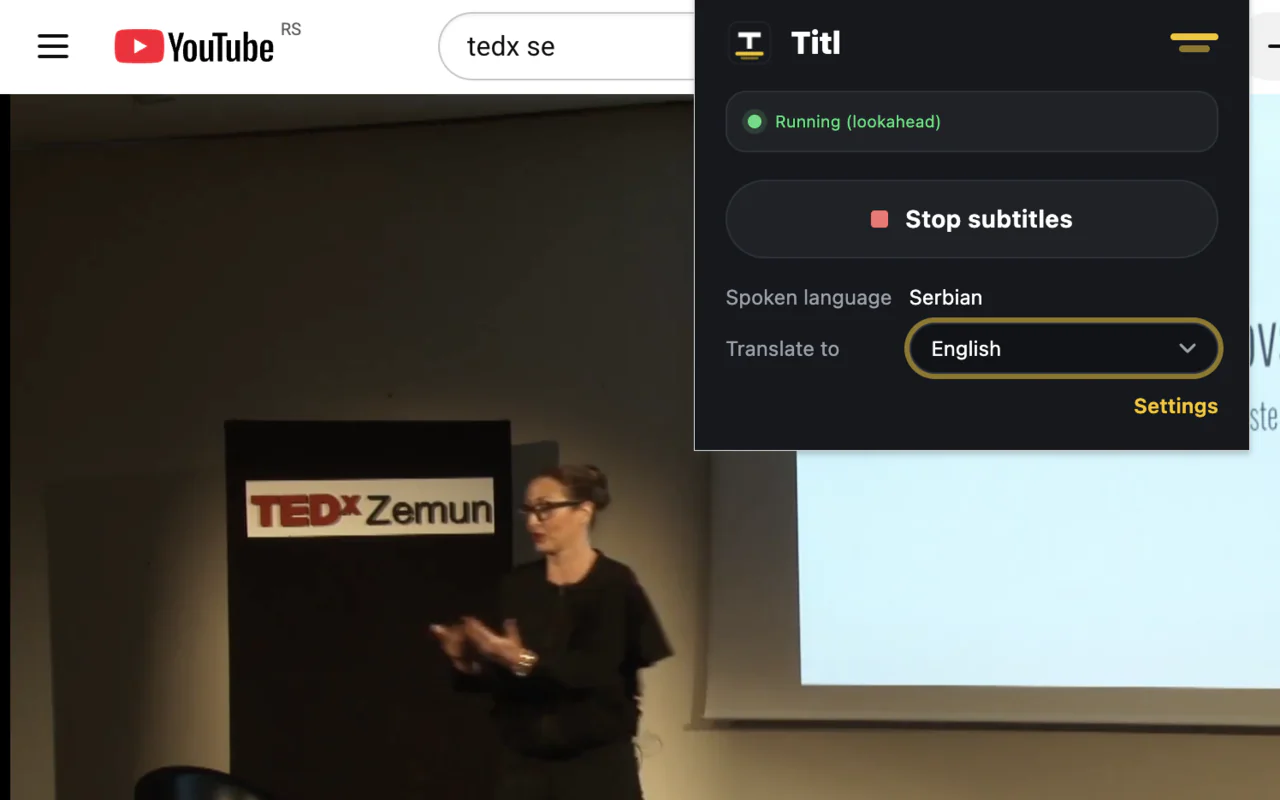 YouTube RS
tedx se
T Titl
Running (lookahead)
Stop subtitles
Spoken language Serbian
Translate to English
Settings
TEDx Zemun